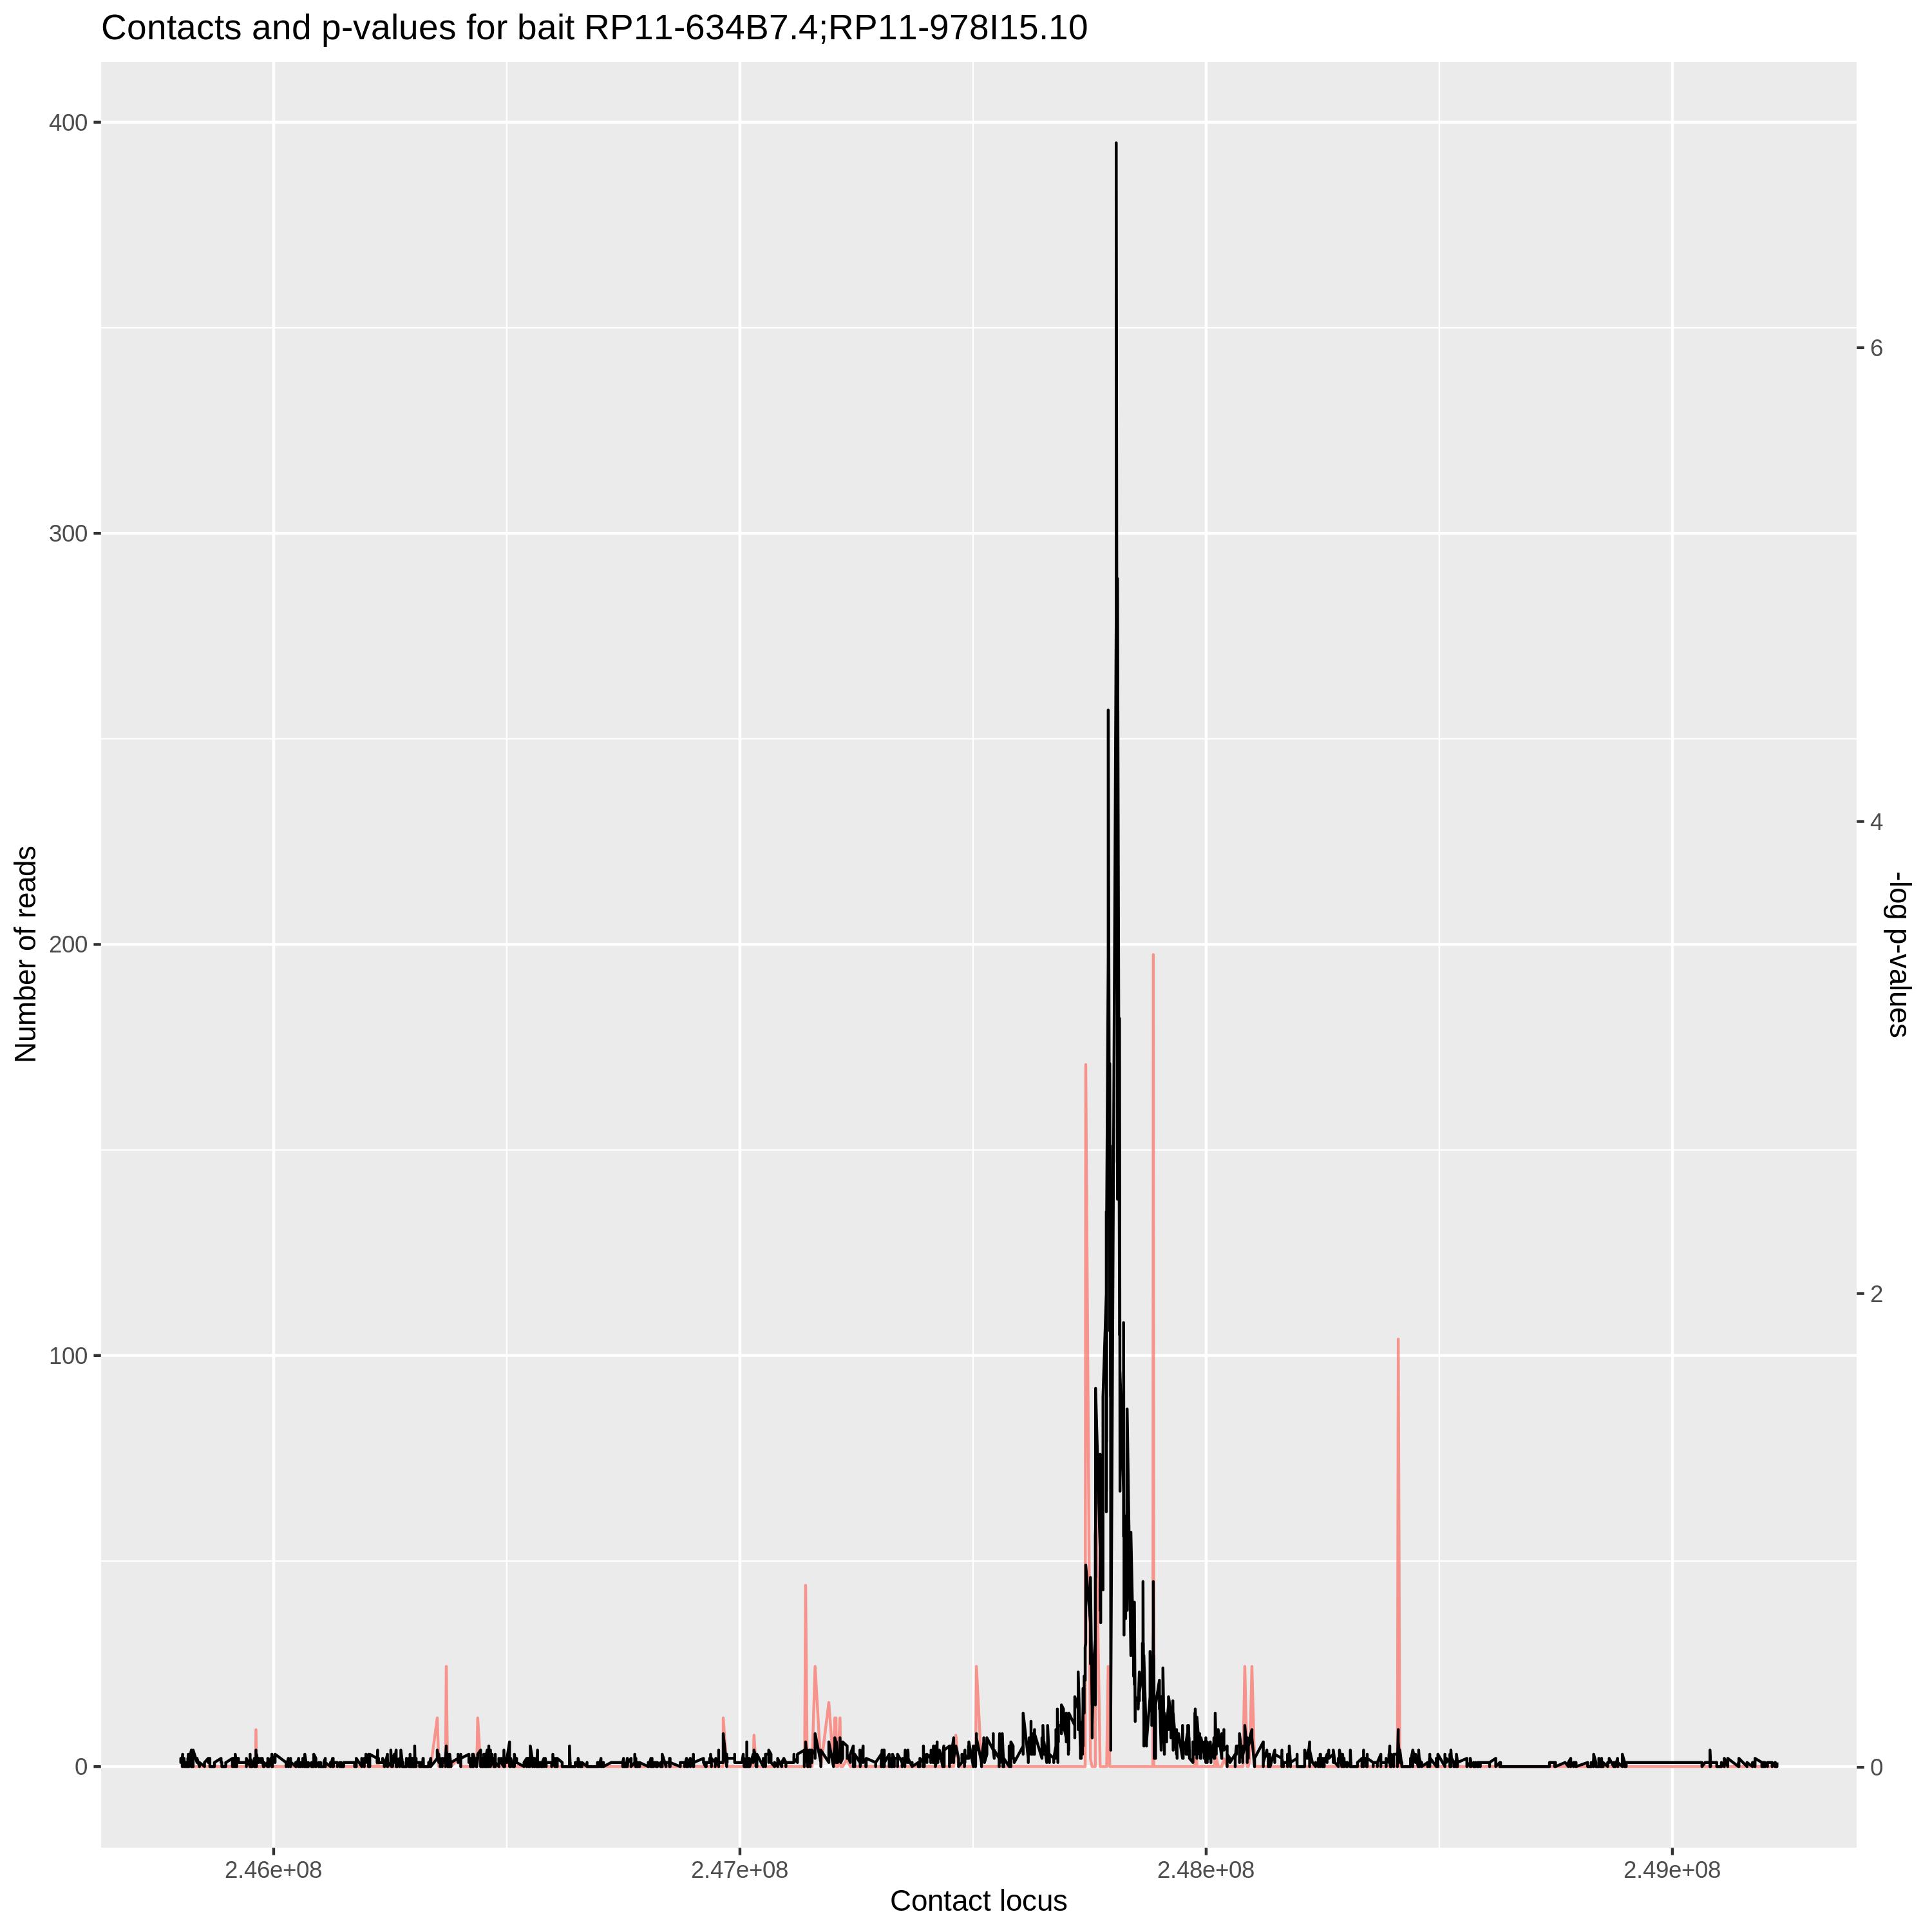 Contacts and p-values for bait RP11-634B7.4;RP11-978I15.10
400
300
200
100
0
Number of reads
6
4
2
0
-log p-values
2.46e+08
2.47e+08
2.48e+08
2.49e+08
Contact locus